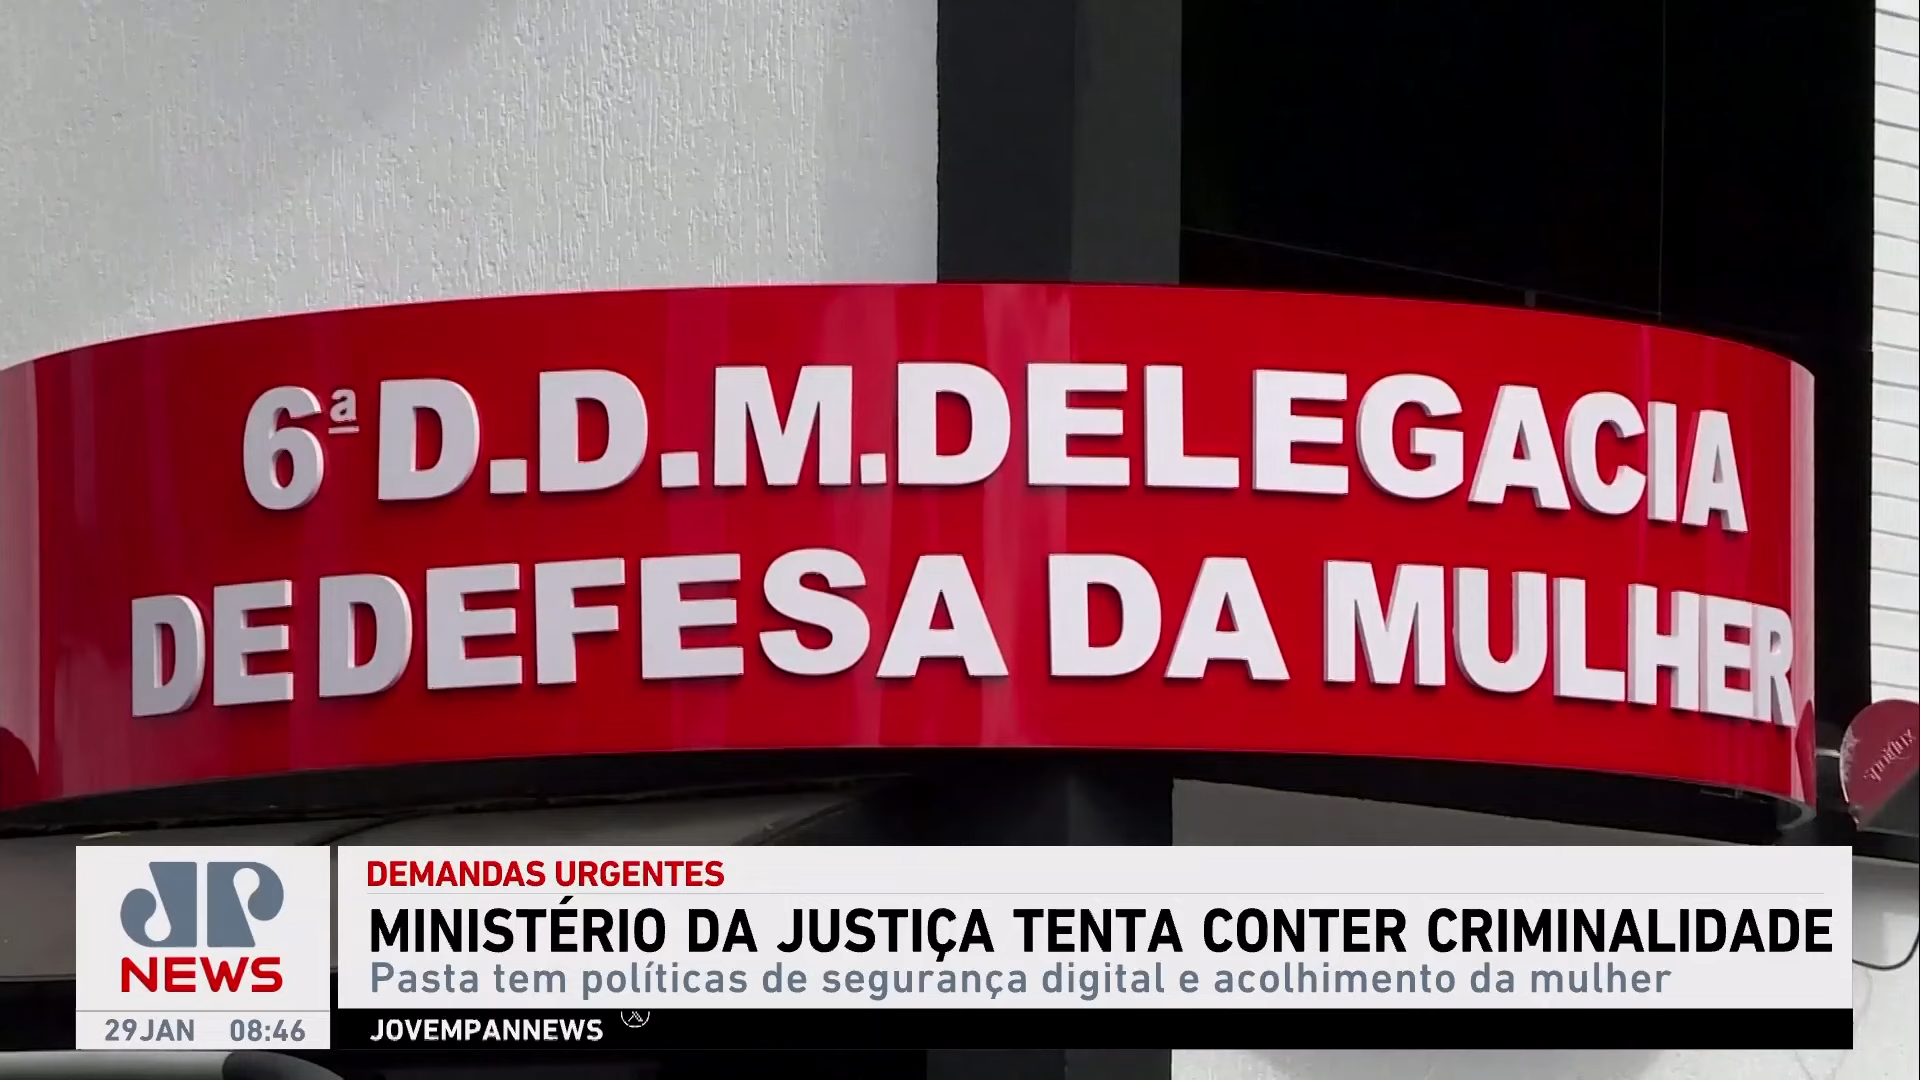 6ª D.D.M.DELEGACIA
DE DEFESA DA MULHER
JP
NEWS
DEMANDAS URGENTES
MINISTÉRIO DA JUSTIÇA TENTA CONTER CRIMINALIDADE
Pasta tem políticas de segurança digital e acolhimento da mulher
29JAN 08:46
JOVEMPANNEWS